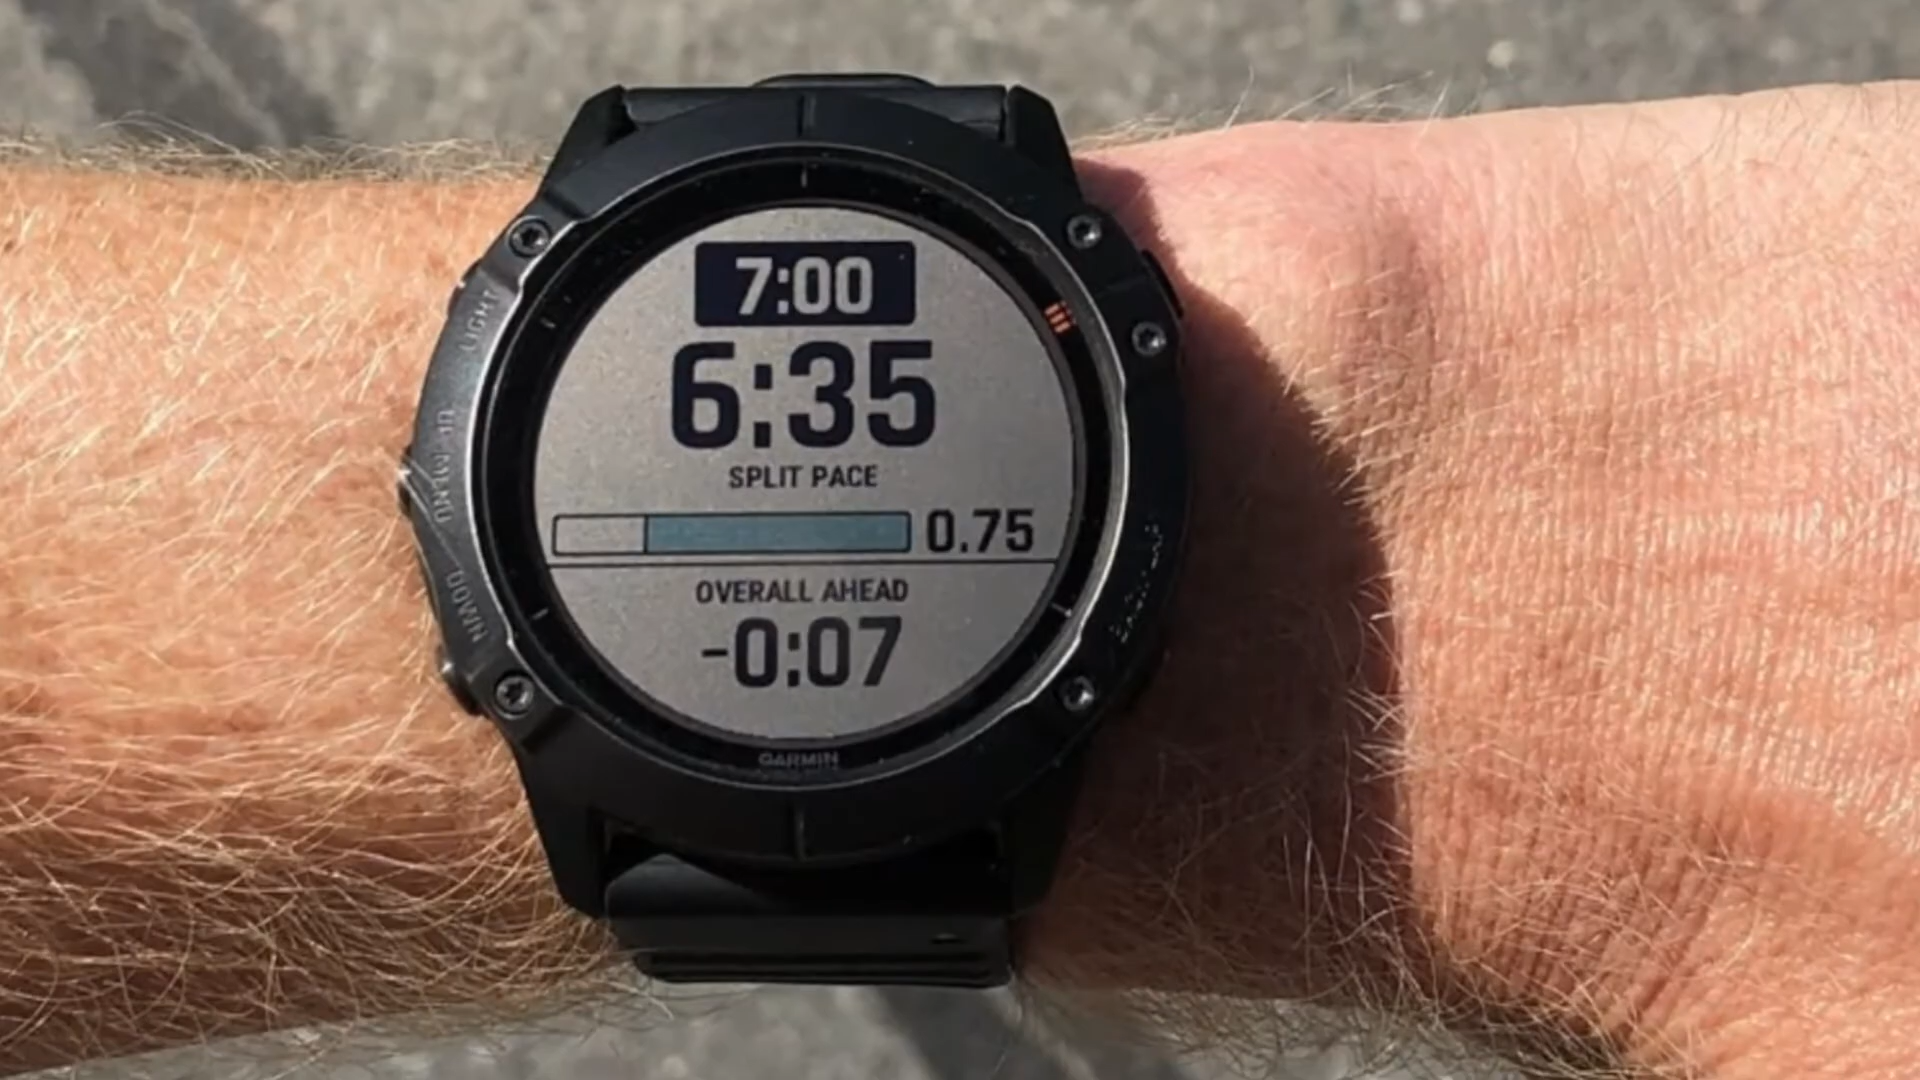 7:00
6:35
SPLIT PACE
0.75
OVERALL AHEAD
-0:07
LIGHT
UP·MENU
DOWN
GARMIN